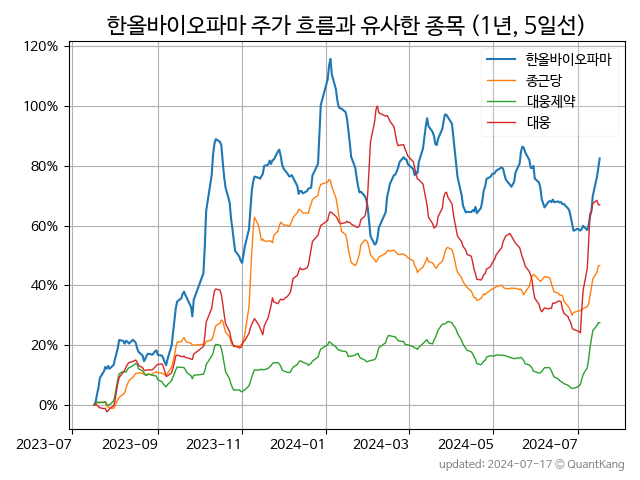 한올바이오파마 주가 흐름과 유사한 종목 (1년, 5일선)
120%
100%
80%
60%
40%
20%
0%
한올바이오파마
종근당
대웅제약
대웅
2023-07 2023-09 2023-11 2024-01 2024-03 2024-05 2024-07
updated: 2024-07-17 © QuantKang